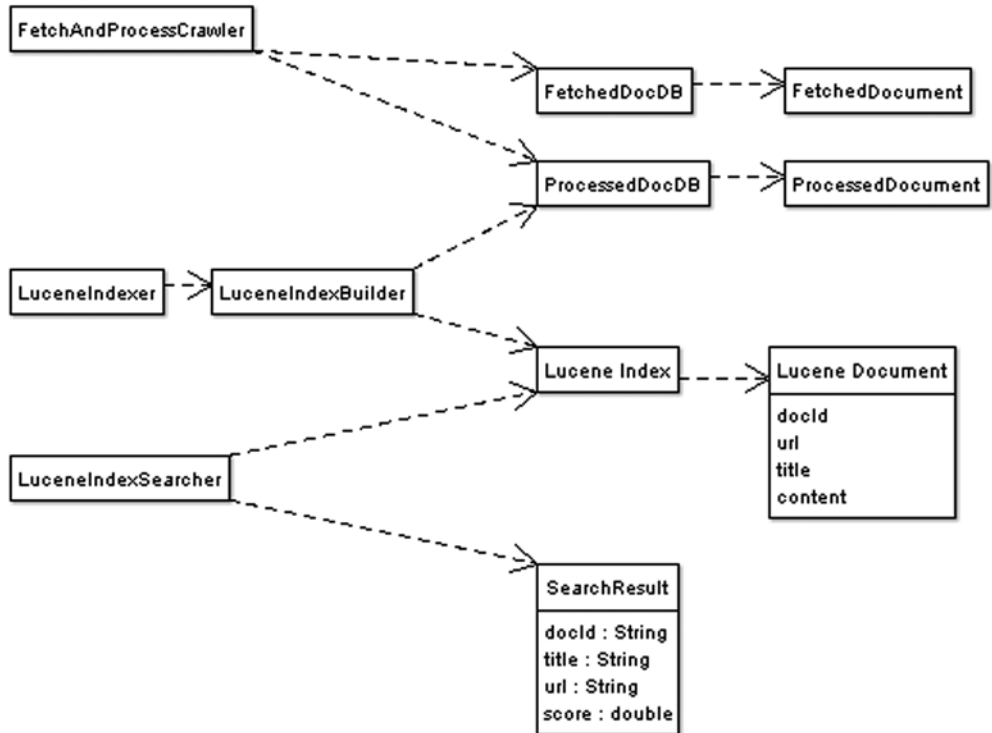 FetchAndProcessCrawler
FetchedDocDB
FetchedDocument
ProcessedDocDB
ProcessedDocument
LuceneIndexer
LuceneIndexBuilder
Lucene Index
Lucene Document
docId
url
title
content
LuceneIndexSearcher
SearchResult
docId : String
title : String
url : String
score : double